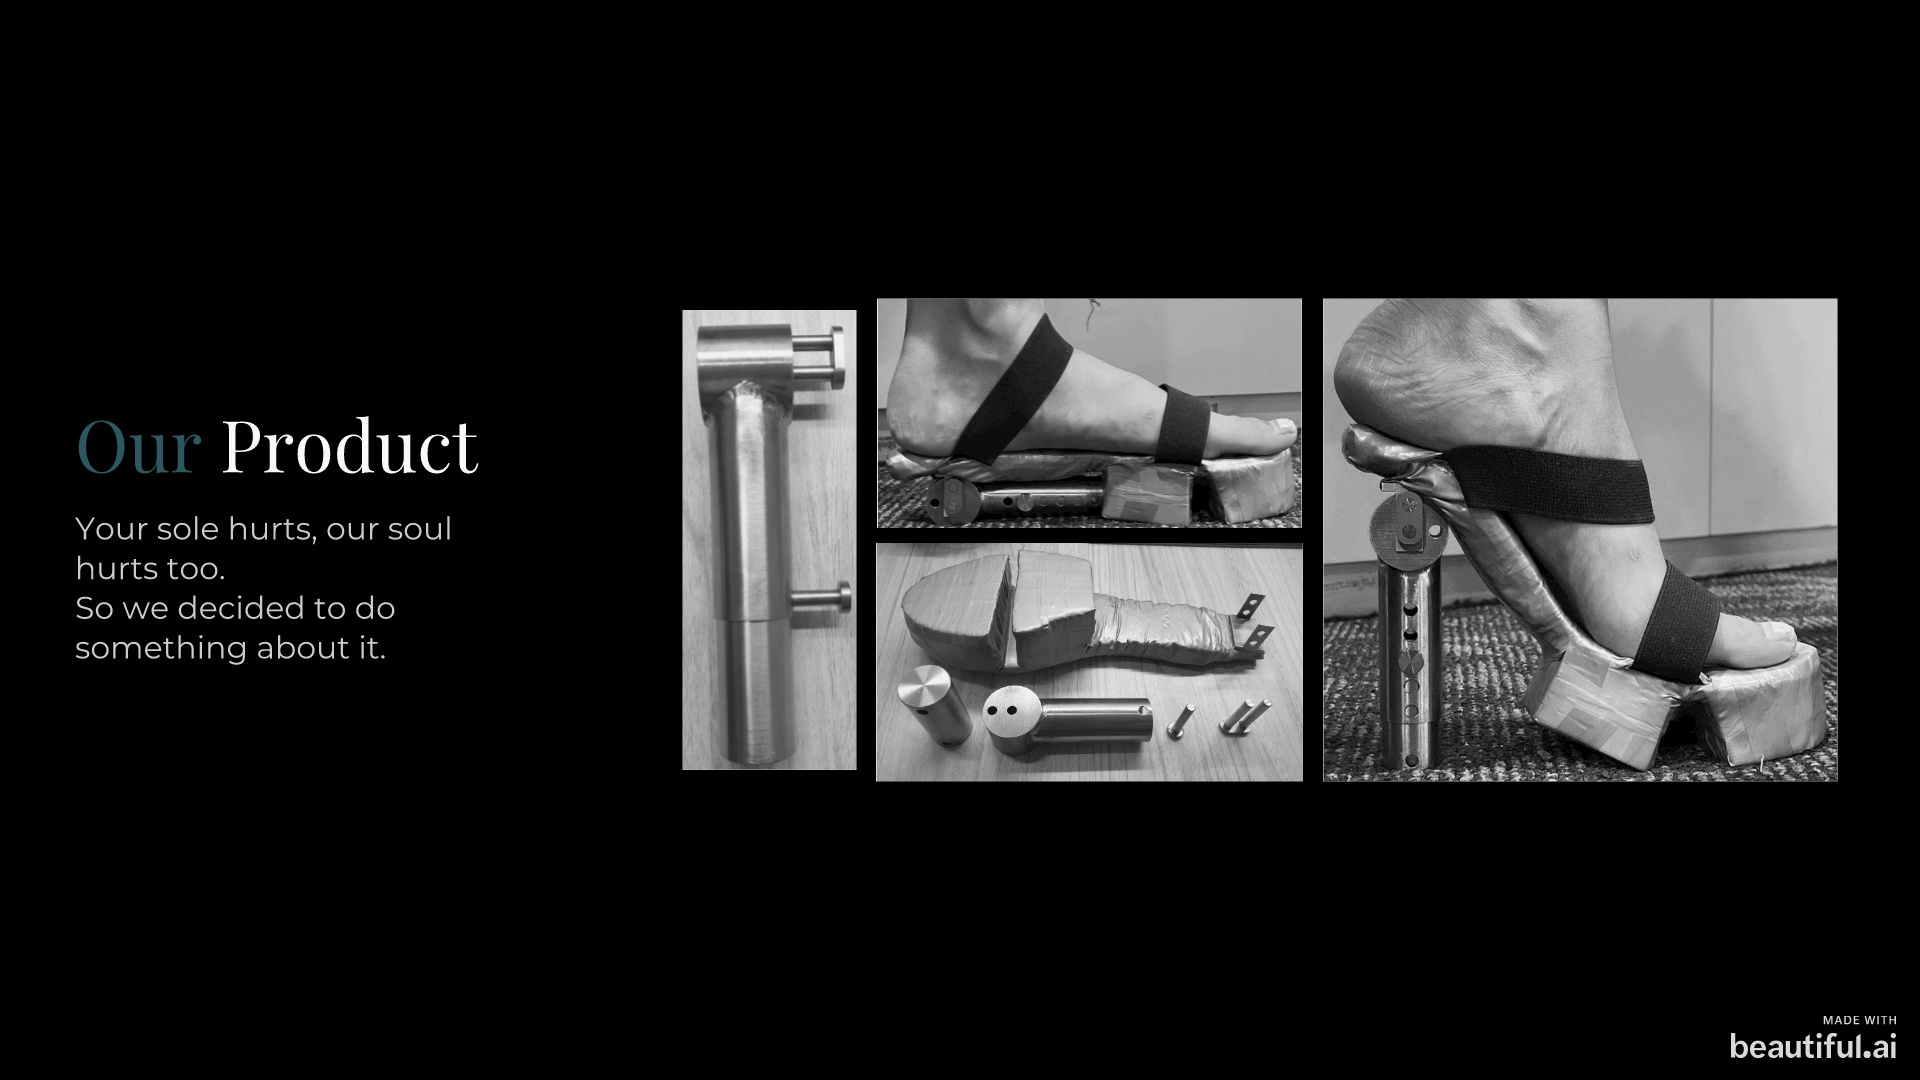 Our Product
Your sole hurts, our soul
hurts too.
So we decided to do
something about it.
MADE WITH
beautiful.ai